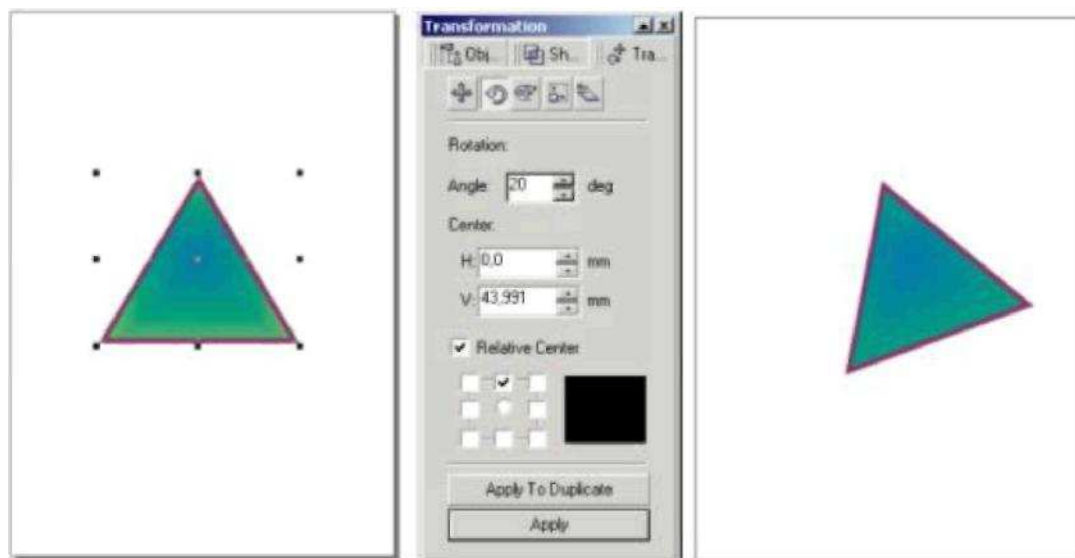 Transformation
Obj... Sh... Tra...
Rotation:
Angle: 20 deg
Center:
H: 0,0 mm
V: 43,991 mm
Relative Center
Apply To Duplicate
Apply